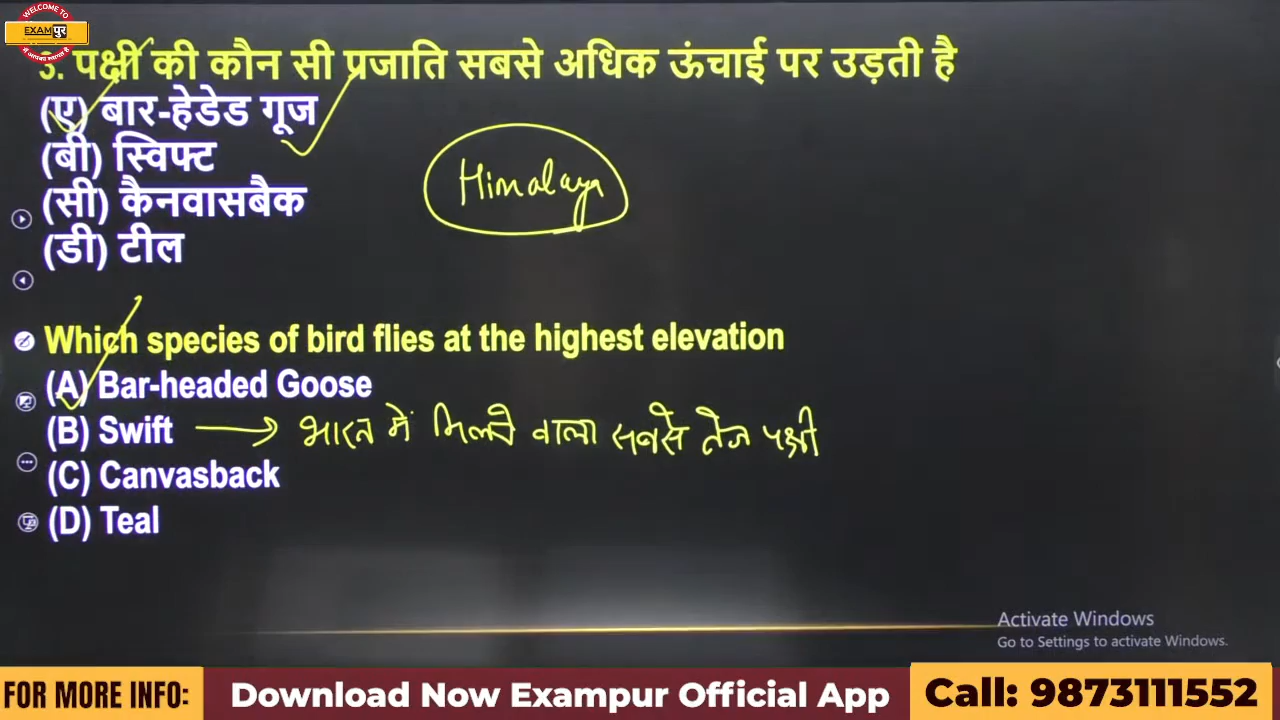 WELCOME TO
EXAMपुर
5. पक्षी की कौन सी प्रजाति सबसे अधिक ऊंचाई पर उड़ती है
(ए) बार-हेडेड गूज
(बी) स्विफ्ट
(सी) कैनवासबैक
(डी) टील
Himalaya
Which species of bird flies at the highest elevation
(A) Bar-headed Goose
(B) Swift → भारत में मिलने वाला सबसे तेज पक्षी
(C) Canvasback
(D) Teal
Activate Windows
Go to Settings to activate Windows.
FOR MORE INFO: Download Now Exampur Official App Call: 9873111552